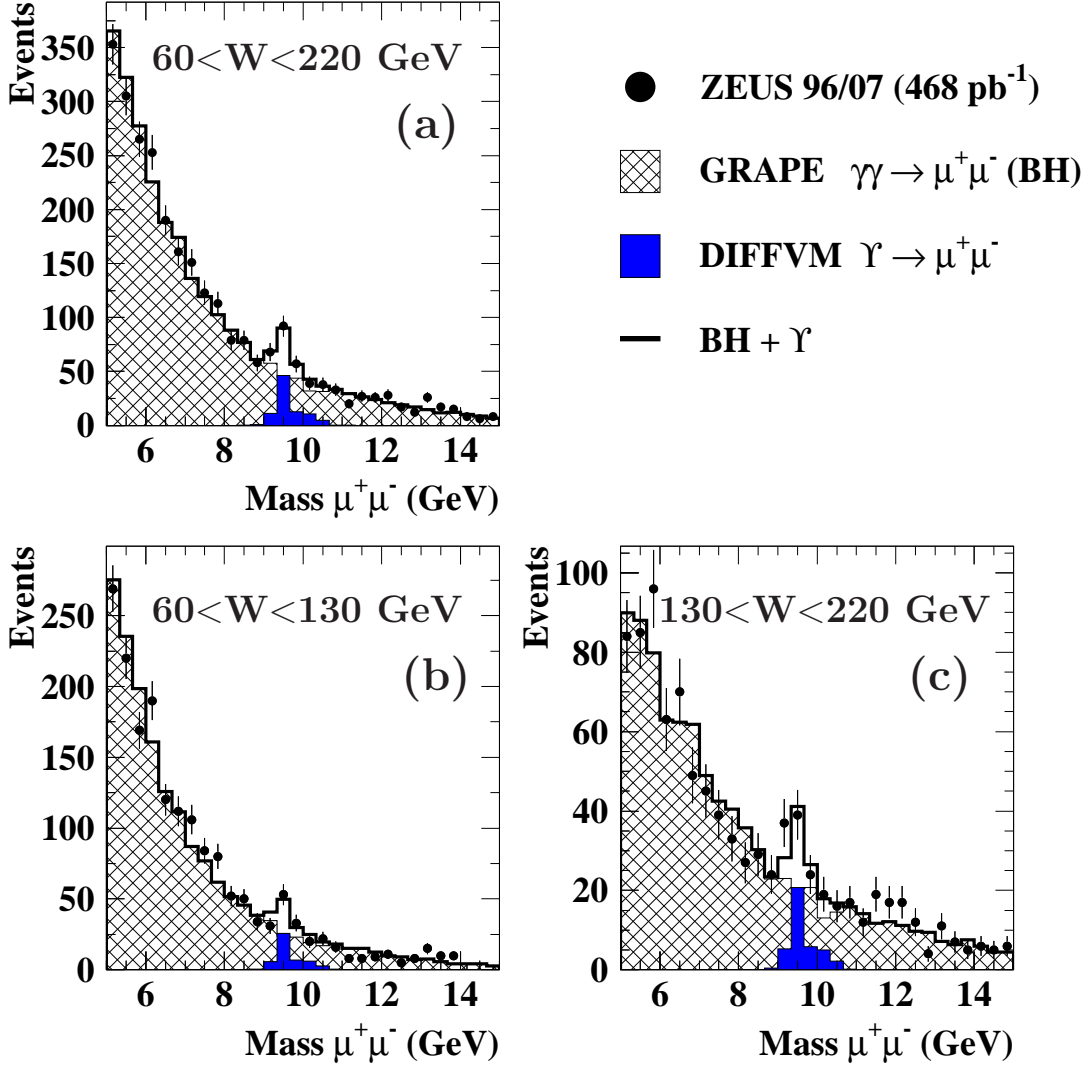 Events
60<W<220 GeV
(a)
350
300
250
200
150
100
50
0
6 8 10 12 14
Mass μ⁺μ⁻ (GeV)
ZEUS 96/07 (468 pb⁻¹)
GRAPE γγ → μ⁺μ⁻ (BH)
DIFFVM ϒ → μ⁺μ⁻
BH + ϒ
Events
60<W<130 GeV
(b)
250
200
150
100
50
0
6 8 10 12 14
Mass μ⁺μ⁻ (GeV)
Events
130<W<220 GeV
(c)
100
80
60
40
20
0
6 8 10 12 14
Mass μ⁺μ⁻ (GeV)